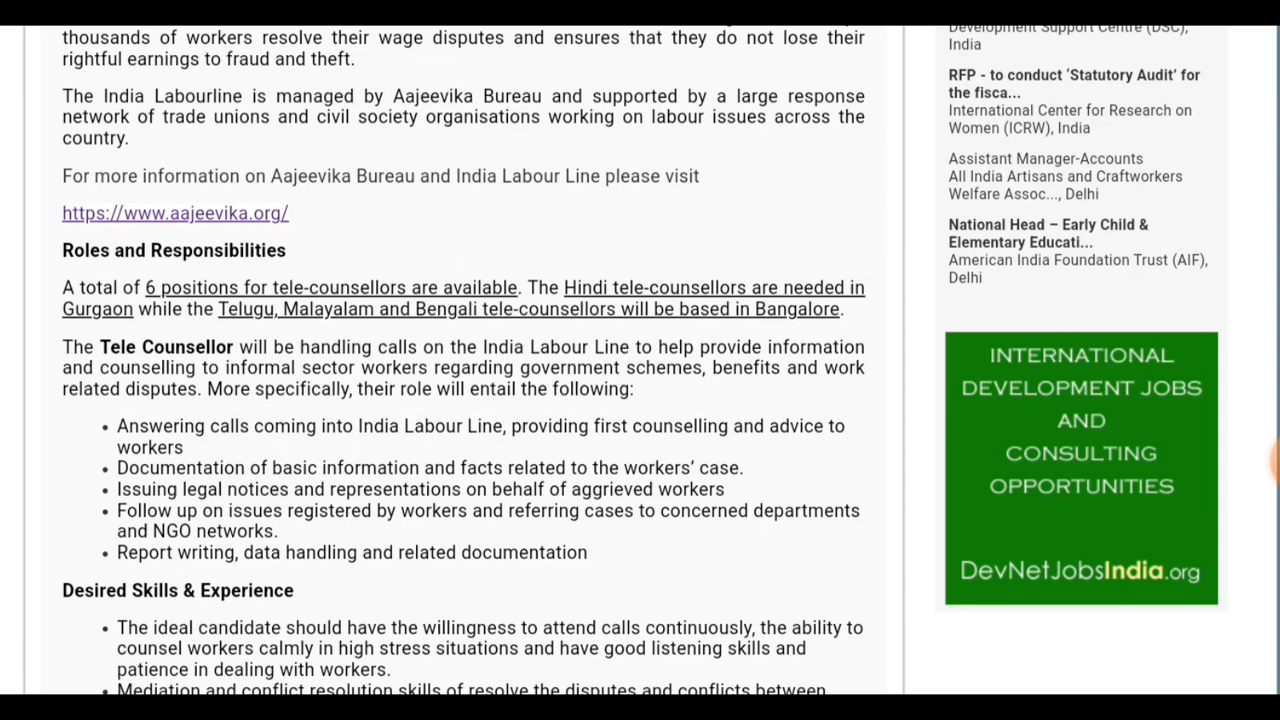 thousands of workers resolve their wage disputes and ensures that they do not lose their
rightful earnings to fraud and theft.
The India Labourline is managed by Aajeevika Bureau and supported by a large response
network of trade unions and civil society organisations working on labour issues across the
country.
For more information on Aajeevika Bureau and India Labour Line please visit
https://www.aajeevika.org/
Roles and Responsibilities
A total of 6 positions for tele-counsellors are available. The Hindi tele-counsellors are needed in
Gurgaon while the Telugu, Malayalam and Bengali tele-counsellors will be based in Bangalore.
The Tele Counsellor will be handling calls on the India Labour Line to help provide information
and counselling to informal sector workers regarding government schemes, benefits and work
related disputes. More specifically, their role will entail the following:
• Answering calls coming into India Labour Line, providing first counselling and advice to
workers
• Documentation of basic information and facts related to the workers’ case.
• Issuing legal notices and representations on behalf of aggrieved workers
• Follow up on issues registered by workers and referring cases to concerned departments
and NGO networks.
• Report writing, data handling and related documentation
Desired Skills & Experience
• The ideal candidate should have the willingness to attend calls continuously, the ability to
counsel workers calmly in high stress situations and have good listening skills and
patience in dealing with workers.
• Mediation and conflict resolution skills of resolve the disputes and conflicts between
Development Support Centre (DSC),
India
RFP - to conduct ‘Statutory Audit’ for
the fisca...
International Center for Research on
Women (ICRW), India
Assistant Manager-Accounts
All India Artisans and Craftworkers
Welfare Assoc..., Delhi
National Head – Early Child &
Elementary Educati...
American India Foundation Trust (AIF),
Delhi
INTERNATIONAL
DEVELOPMENT JOBS
AND
CONSULTING
OPPORTUNITIES
DevNetJobsIndia.org